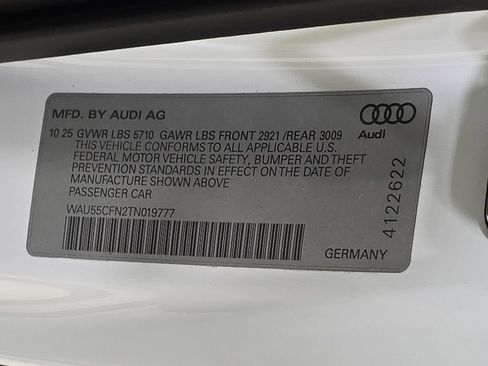 MFD. BY AUDI AG
10 25 GVWR LBS 5710 GAWR LBS FRONT 2921 /REAR 3009
THIS VEHICLE CONFORMS TO ALL APPLICABLE U.S.
FEDERAL MOTOR VEHICLE SAFETY, BUMPER AND THEFT
PREVENTION STANDARDS IN EFFECT ON THE DATE OF
MANUFACTURE SHOWN ABOVE
PASSENGER CAR
WAU55CFN2TN019777
Audi
4122622
GERMANY